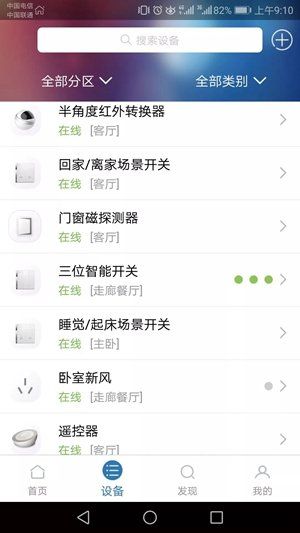 中国电信
中国联通
82% 上午9:10
搜索设备
全部分区 全部类别
半角度红外转换器
在线 [客厅]
回家/离家场景开关
在线 [客厅]
门窗磁探测器
在线 [客厅]
三位智能开关
在线 [走廊餐厅]
睡觉/起床场景开关
在线 [主卧]
卧室新风
在线 [走廊餐厅]
遥控器
在线 [客厅]
首页 设备 发现 我的